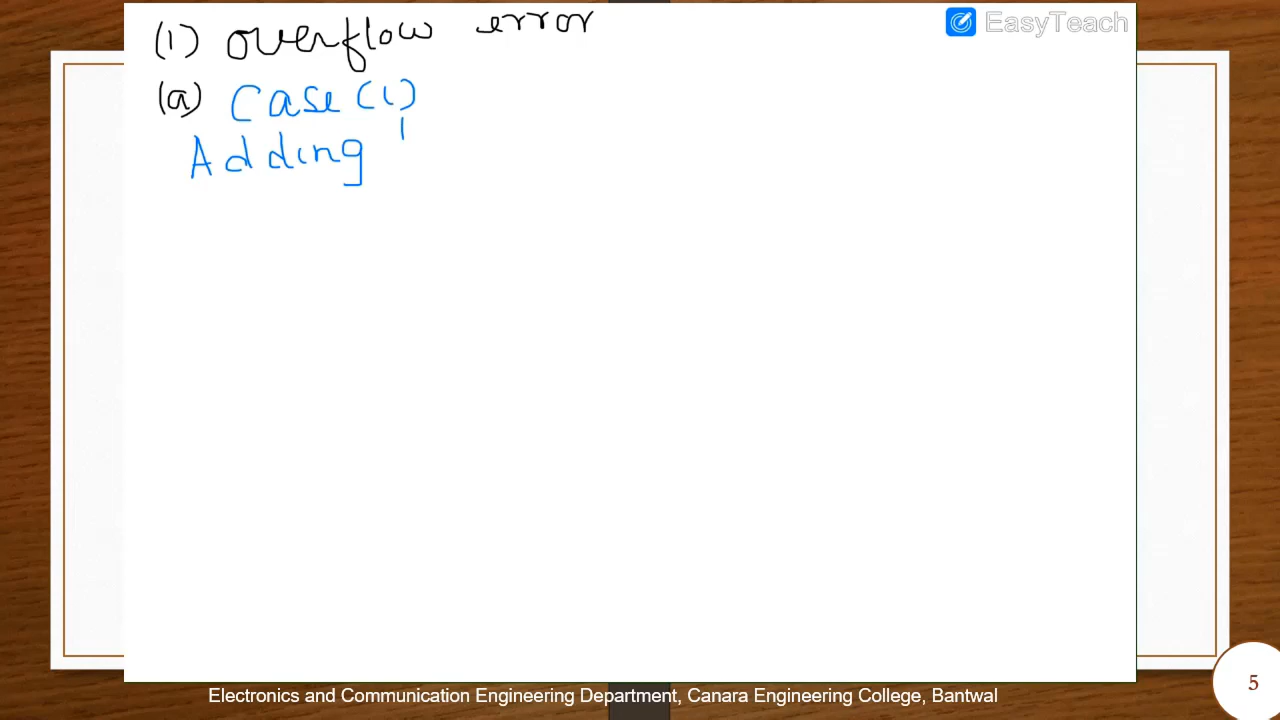 (1) overflow error
EasyTeach
(a) Case (1)
Adding
Electronics and Communication Engineering Department, Canara Engineering College, Bantwal
5